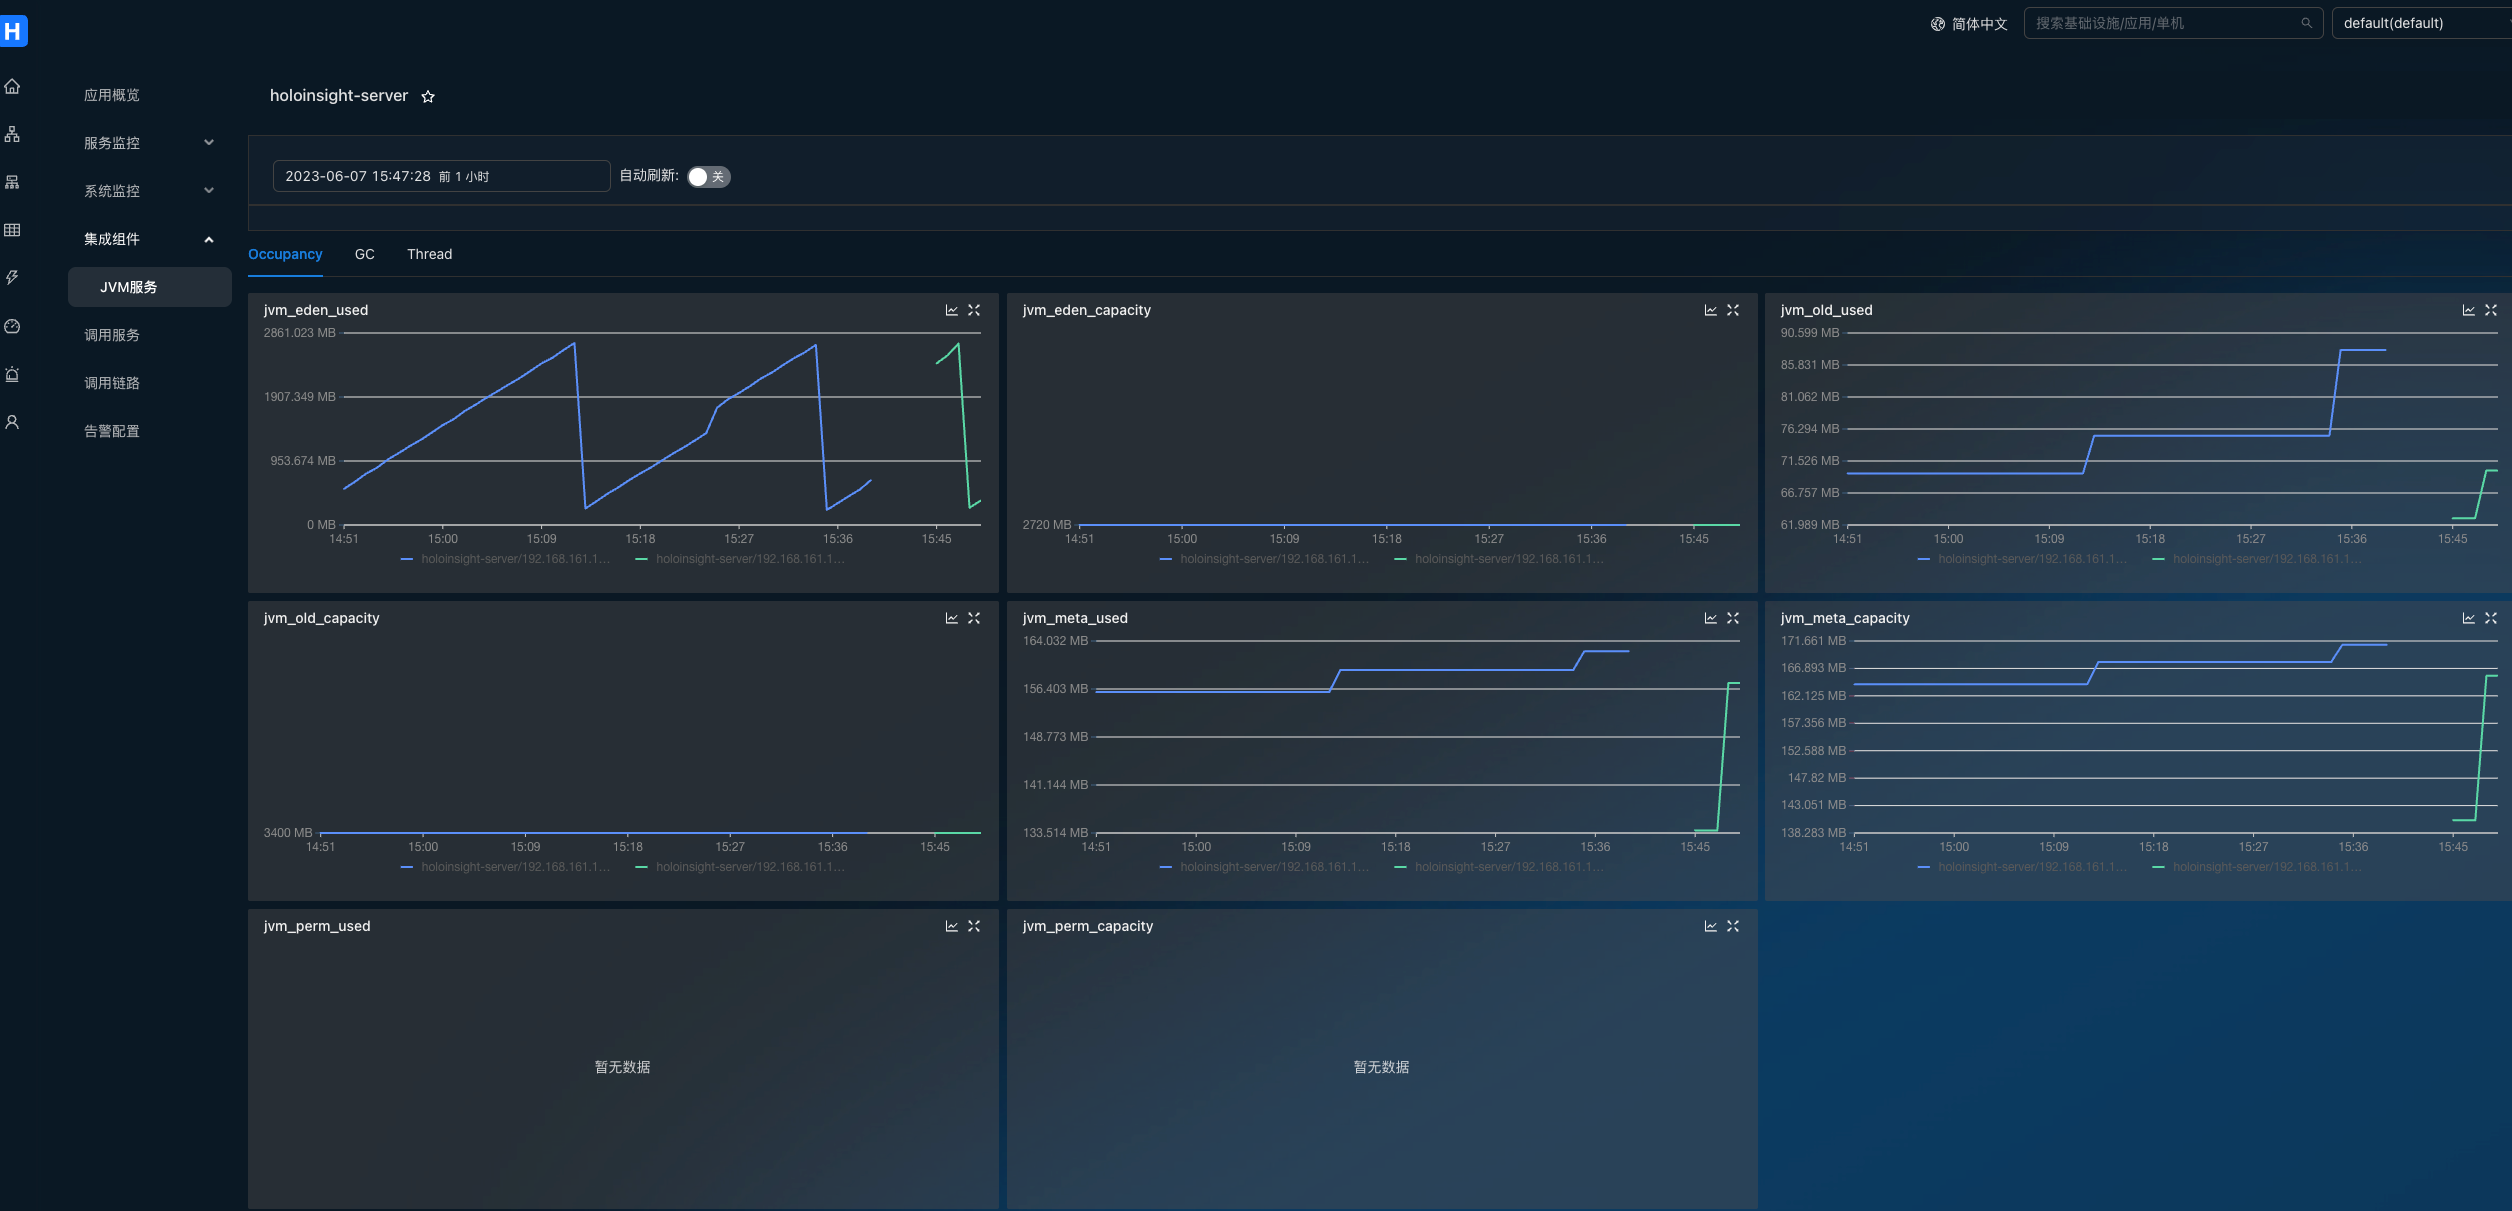 H
简体中文
搜索基础设施/应用/单机
default(default)
应用概览
服务监控
系统监控
集成组件
JVM服务
调用服务
调用链路
告警配置
holoinsight-server
2023-06-07 15:47:28 前 1 小时
自动刷新: 关
Occupancy GC Thread
jvm_eden_used
2861.023 MB
1907.349 MB
953.674 MB
0 MB
14:51 15:00 15:09 15:18 15:27 15:36 15:45
holoinsight-server/192.168.161.1... holoinsight-server/192.168.161.1...
jvm_eden_capacity
2720 MB
14:51 15:00 15:09 15:18 15:27 15:36 15:45
holoinsight-server/192.168.161.1... holoinsight-server/192.168.161.1...
jvm_old_used
90.599 MB
85.831 MB
81.062 MB
76.294 MB
71.526 MB
66.757 MB
61.989 MB
14:51 15:00 15:09 15:18 15:27 15:36 15:45
holoinsight-server/192.168.161.1... holoinsight-server/192.168.161.1...
jvm_old_capacity
3400 MB
14:51 15:00 15:09 15:18 15:27 15:36 15:45
holoinsight-server/192.168.161.1... holoinsight-server/192.168.161.1...
jvm_meta_used
164.032 MB
156.403 MB
148.773 MB
141.144 MB
133.514 MB
14:51 15:00 15:09 15:18 15:27 15:36 15:45
holoinsight-server/192.168.161.1... holoinsight-server/192.168.161.1...
jvm_meta_capacity
171.661 MB
166.893 MB
162.125 MB
157.356 MB
152.588 MB
147.82 MB
143.051 MB
138.283 MB
14:51 15:00 15:09 15:18 15:27 15:36 15:45
holoinsight-server/192.168.161.1... holoinsight-server/192.168.161.1...
jvm_perm_used
暂无数据
jvm_perm_capacity
暂无数据